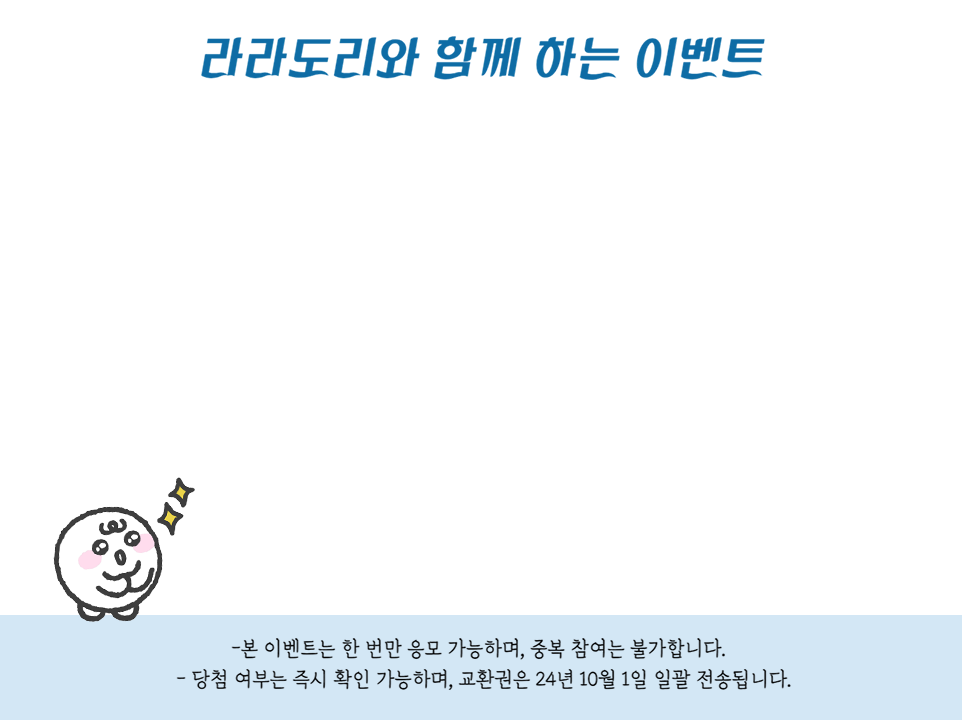 라라도리와 함께 하는 이벤트
-본 이벤트는 한 번만 응모 가능하며, 중복 참여는 불가합니다.
- 당첨 여부는 즉시 확인 가능하며, 교환권은 24년 10월 1일 일괄 전송됩니다.